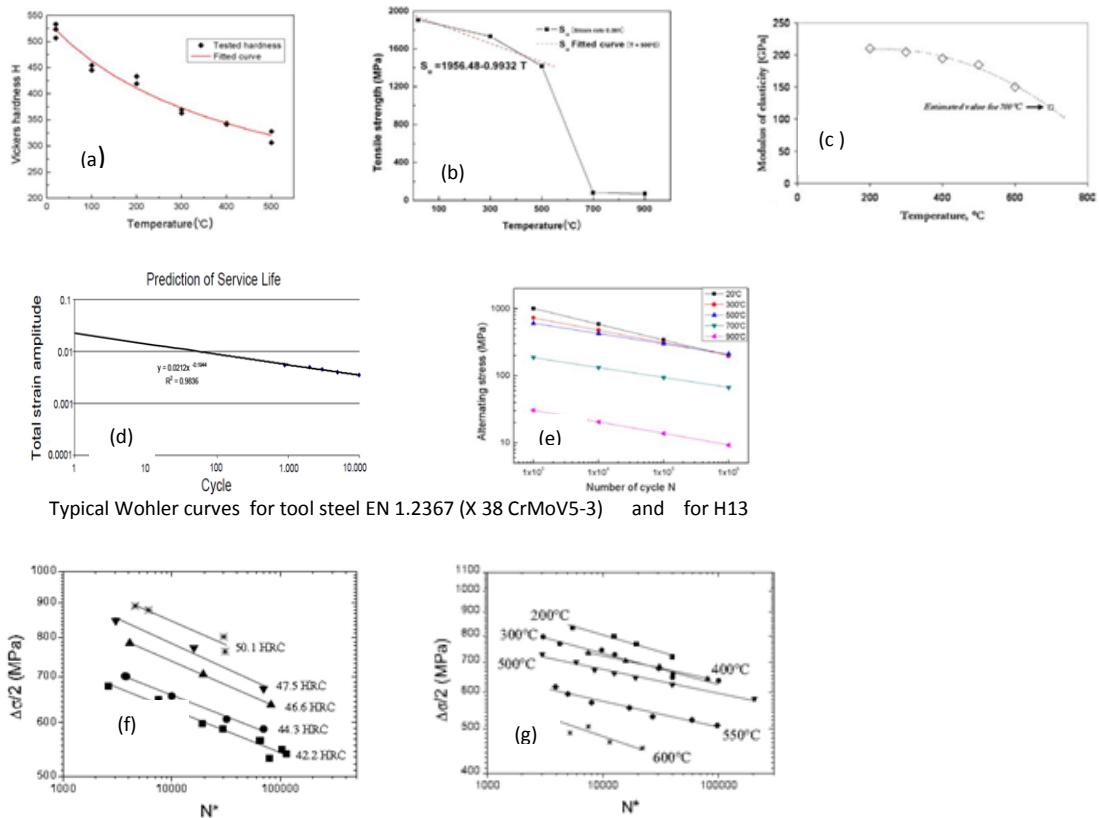 550
500
450
400
350
300
250
200
0 100 200 300 400 500
Vickers hardness H
Temperature(℃)
Tested hardness
Fitted curve
(a)
2000
1600
1200
800
400
0
100 300 500 700 900
Tensile strength (MPa)
Temperature(℃)
Fitted curve
S =1956.48-0.9932 T
(b)
250
200
150
100
50
0
0 200 400 600 800
Modulus of elasticity [GPa]
Temperature, °C
Estimated value for 700°C
(c )
Prediction of Service Life
0.1
0.01
0.001
0.0001
1 10 100 1.000 10.000
Total strain amplitude
Cycle
R² = 0.9836
(d)
1000
100
10
Alternating stress (MPa)
Number of cycle N
20℃
300℃
500℃
700℃
900℃
(e)
Typical Wohler curves for tool steel EN 1.2367 (X 38 CrMoV5-3) and for H13
1000
900
800
700
600
500
1000 10000 100000
Δσ/2 (MPa)
N*
50.1 HRC
47.5 HRC
46.6 HRC
44.3 HRC
42.2 HRC
(f)
1100
1000
900
800
700
600
500
400
10000 100000
Δσ/2 (MPa)
N*
200°C
300°C
500°C
400°C
550°C
600°C
(g)